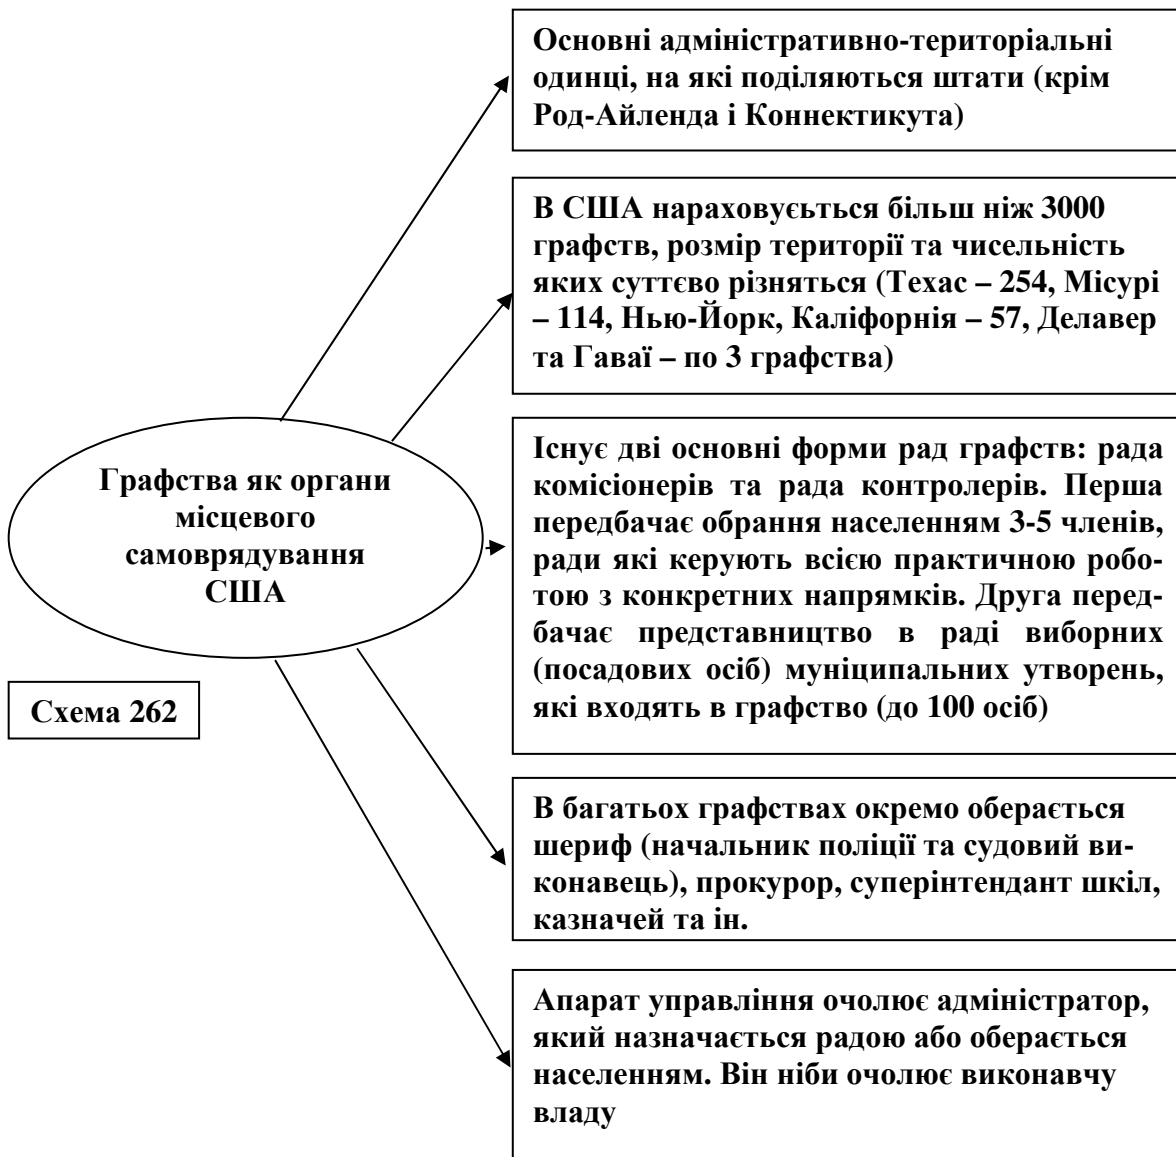 Основні адміністративно-територіальні
одинці, на які поділяються штати (крім
Род-Айленда і Коннектикута)
В США нараховуєьться більш ніж 3000
графств, розмір території та чисельність
яких суттєво різняться (Техас – 254, Місурі
– 114, Нью-Йорк, Каліфорнія – 57, Делавер
та Гаваї – по 3 графства)
Графства як органи
місцевого
самоврядування
США
Існує дві основні форми рад графств: рада
комісіонерів та рада контролерів. Перша
передбачає обрання населенням 3-5 членів,
ради які керують всією практичною робо-
тою з конкретних напрямків. Друга перед-
бачає представництво в раді виборних
(посадових осіб) муніципальних утворень,
які входять в графство (до 100 осіб)
Схема 262
В багатьох графствах окремо оберається
шериф (начальник поліції та судовий ви-
конавець), прокурор, суперінтендант шкіл,
казначей та ін.
Апарат управління очолює адміністратор,
який назначається радою або оберається
населенням. Він ніби очолює виконавчу
владу